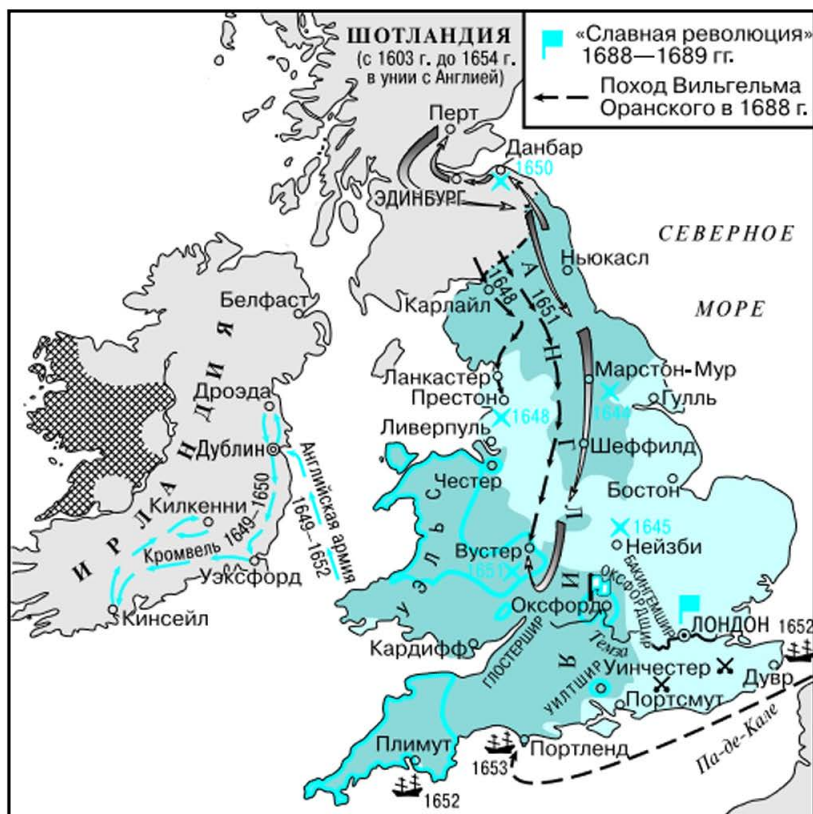 ШОТЛАНДИЯ
(с 1603 г. до 1654 г.
в унии с Англией)
«Славная революция»
1688—1689 гг.
Поход Вильгельма
Оранского в 1688 г.
Перт
Данбар
1650
ЭДИНБУРГ
СЕВЕРНОЕ
МОРЕ
Ньюкасл
Карлайл
1648
1651
АНГЛИЯ
Белфаст
ИРЛАНДИЯ
Ланкастер
Престон
1648
Марстон-Мур
1644
Гулль
Дроэда
Ливерпуль
Шеффилд
Дублин
Честер
Бостон
Английская армия
1649–1652
Килкенни
Кромвель 1649–1650
УЭЛЬС
1645
Нейзби
Вустер
1651
Уэксфорд
БАКИНГЕМШИР
ОКСФОРДШИР
Оксфорд
Кинсейл
ЛОНДОН
1652
Кардифф
ГЛОСТЕРШИР
Темза
Уинчестер
Дувр
УИЛТШИР
Портсмут
Па-де-Кале
Плимут
1653
Портленд
1652